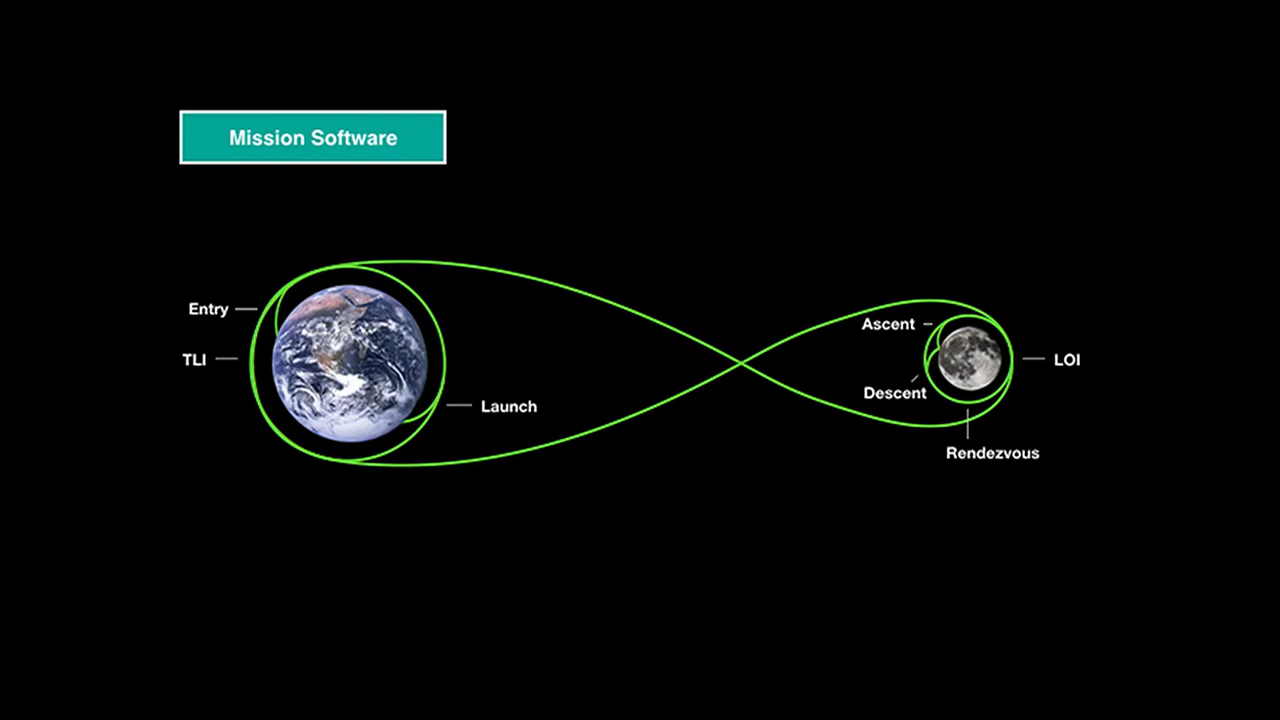 Mission Software
Entry
TLI
Launch
Ascent
Descent
LOI
Rendezvous